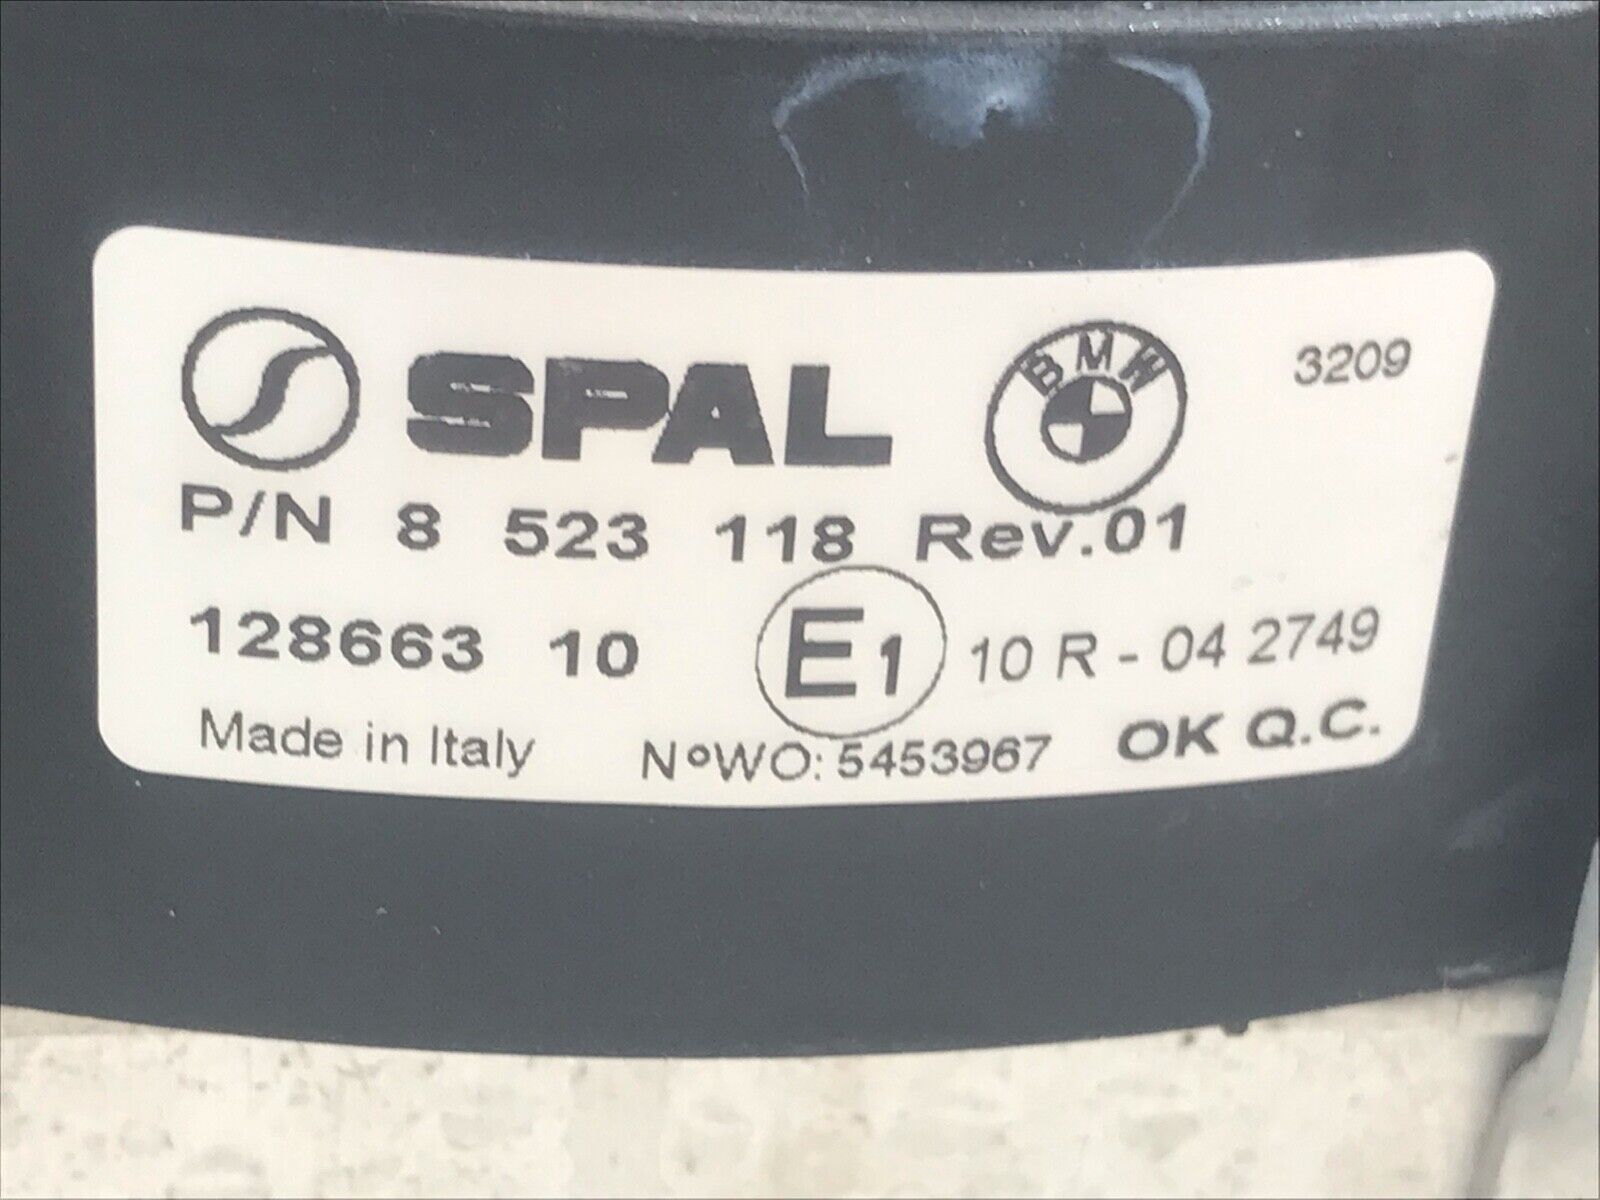 SPAL BMW 3209
P/N 8 523 118 Rev.01
128663 10 E1 10 R - 04 2749
Made in Italy N°WO: 5453967 OK Q.C.